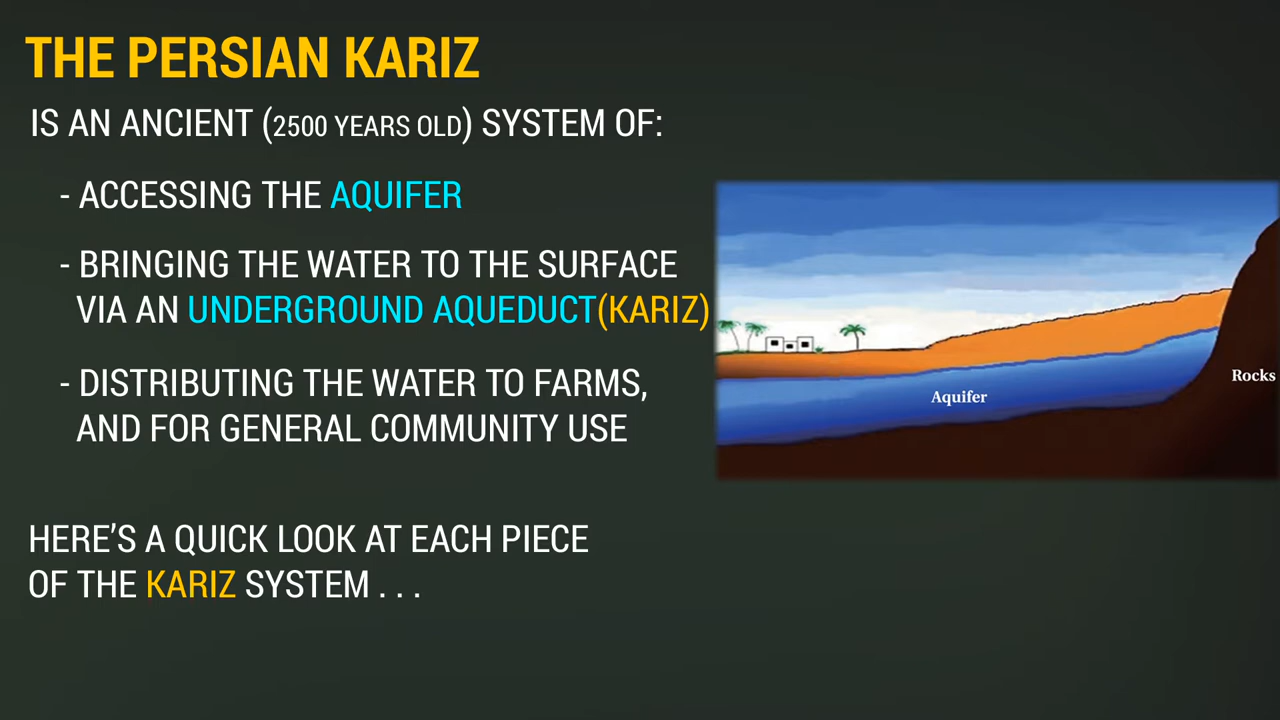 THE PERSIAN KARIZ
IS AN ANCIENT (2500 YEARS OLD) SYSTEM OF:
- ACCESSING THE AQUIFER
- BRINGING THE WATER TO THE SURFACE
VIA AN UNDERGROUND AQUEDUCT(KARIZ)
- DISTRIBUTING THE WATER TO FARMS,
AND FOR GENERAL COMMUNITY USE
HERE'S A QUICK LOOK AT EACH PIECE
OF THE KARIZ SYSTEM . . .
Rocks
Aquifer